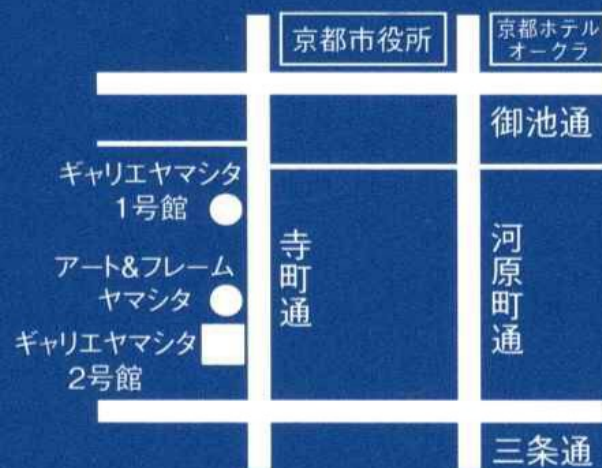 京都市役所
京都ホテル
オークラ
御池通
ギャリエヤマシタ
1号館
寺町通
河原町通
アート&フレーム
ヤマシタ
ギャリエヤマシタ
2号館
三条通